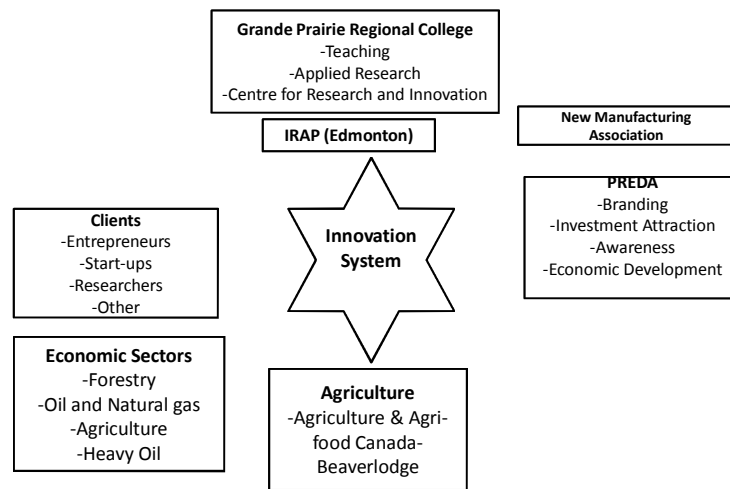 Grande Prairie Regional College
-Teaching
-Applied Research
-Centre for Research and Innovation
IRAP (Edmonton)
New Manufacturing
Association
PREDA
-Branding
-Investment Attraction
-Awareness
-Economic Development
Clients
-Entrepreneurs
-Start-ups
-Researchers
-Other
Innovation
System
Economic Sectors
-Forestry
-Oil and Natural gas
-Agriculture
-Heavy Oil
Agriculture
-Agriculture & Agri-
food Canada-
Beaverlodge